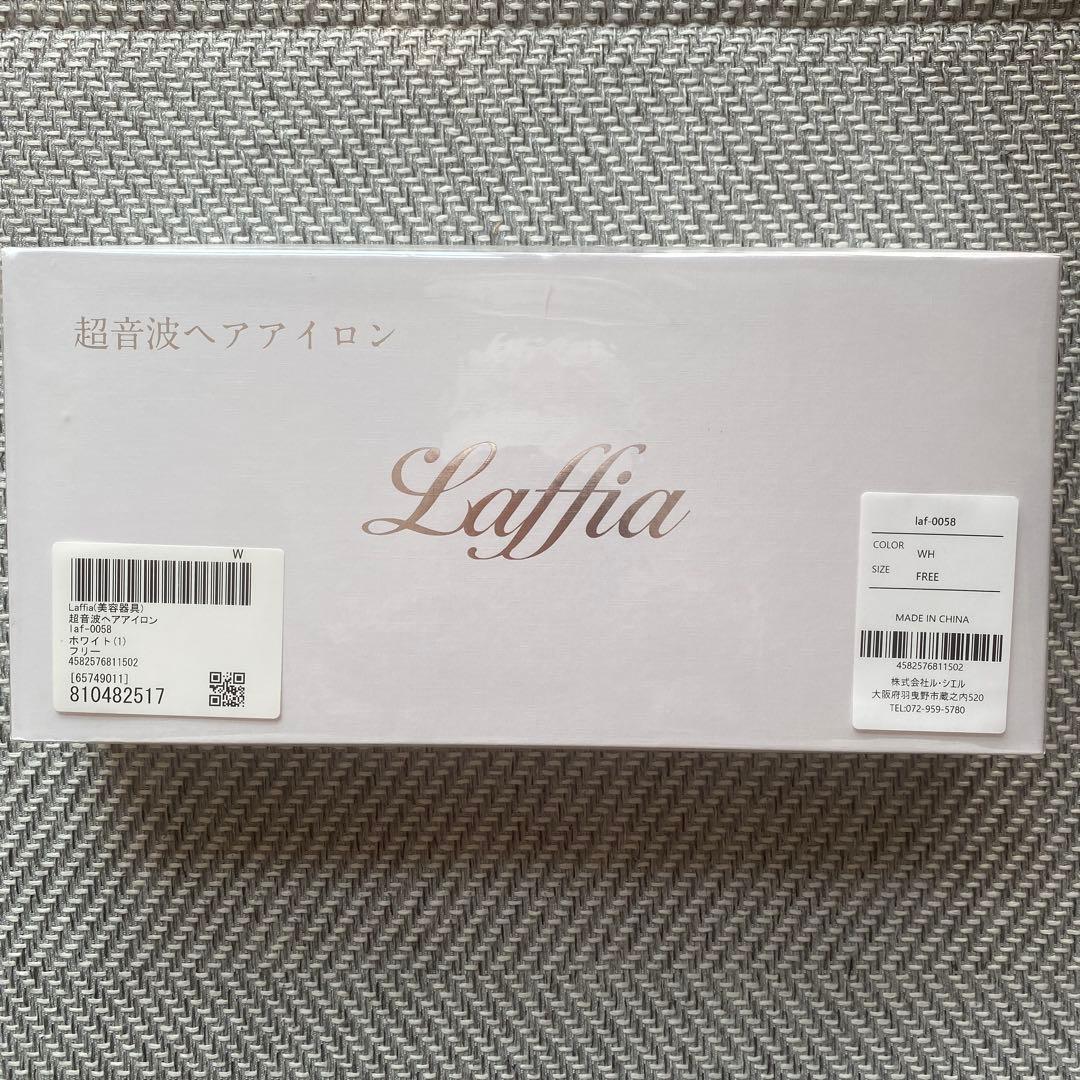 超音波ヘアアイロン
Laffia
W
Laffia(美容器具)
超音波ヘアアイロン
laf-0058
ホワイト(1)
フリー
4582576811502
[65749011]
810482517
laf-0058
COLOR WH
SIZE FREE
MADE IN CHINA
4582576811502
株式会社ル・シエル
大阪府羽曳野市蔵之内520
TEL:072-959-5780